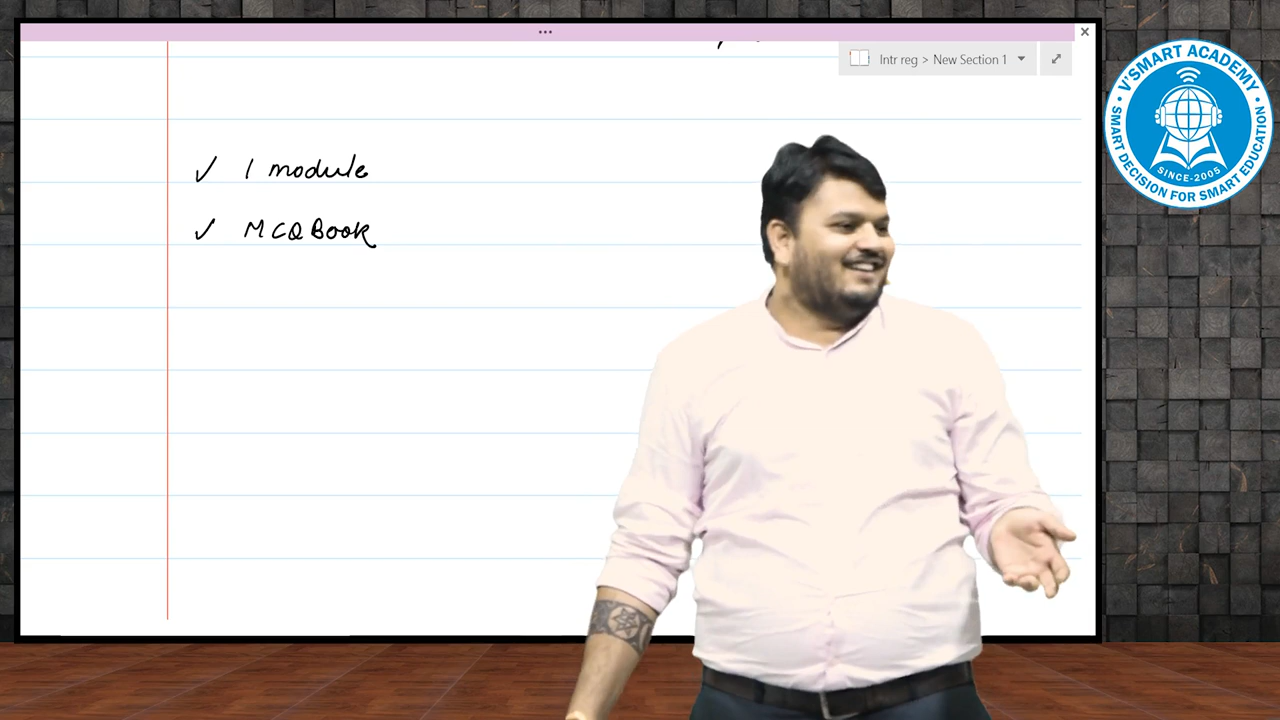 ...
×
Intr reg > New Section 1
✓ 1 module
✓ MCQ Book
• V'SMART ACADEMY •
SINCE-2005
SMART DECISION FOR SMART EDUCATION